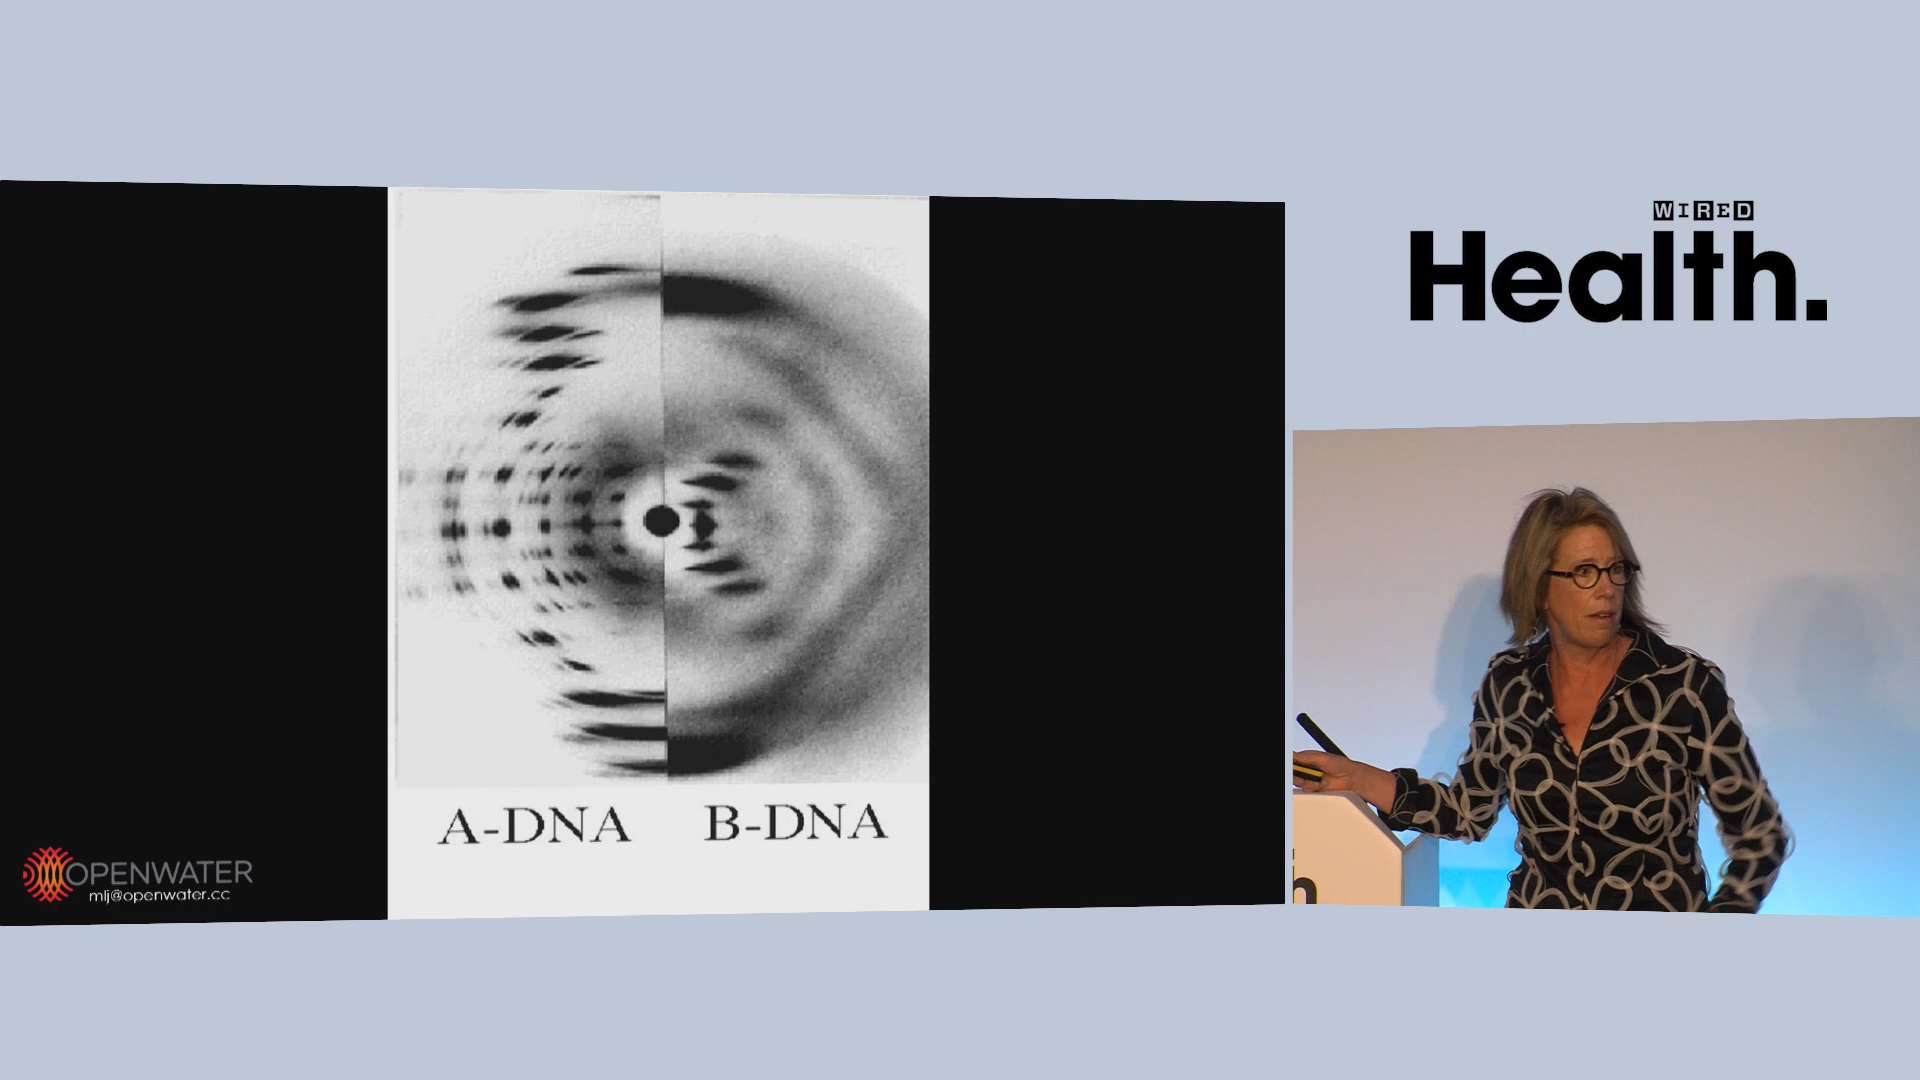 A-DNA B-DNA
OPENWATER
mlj@openwater.cc
WIRED
Health.
h